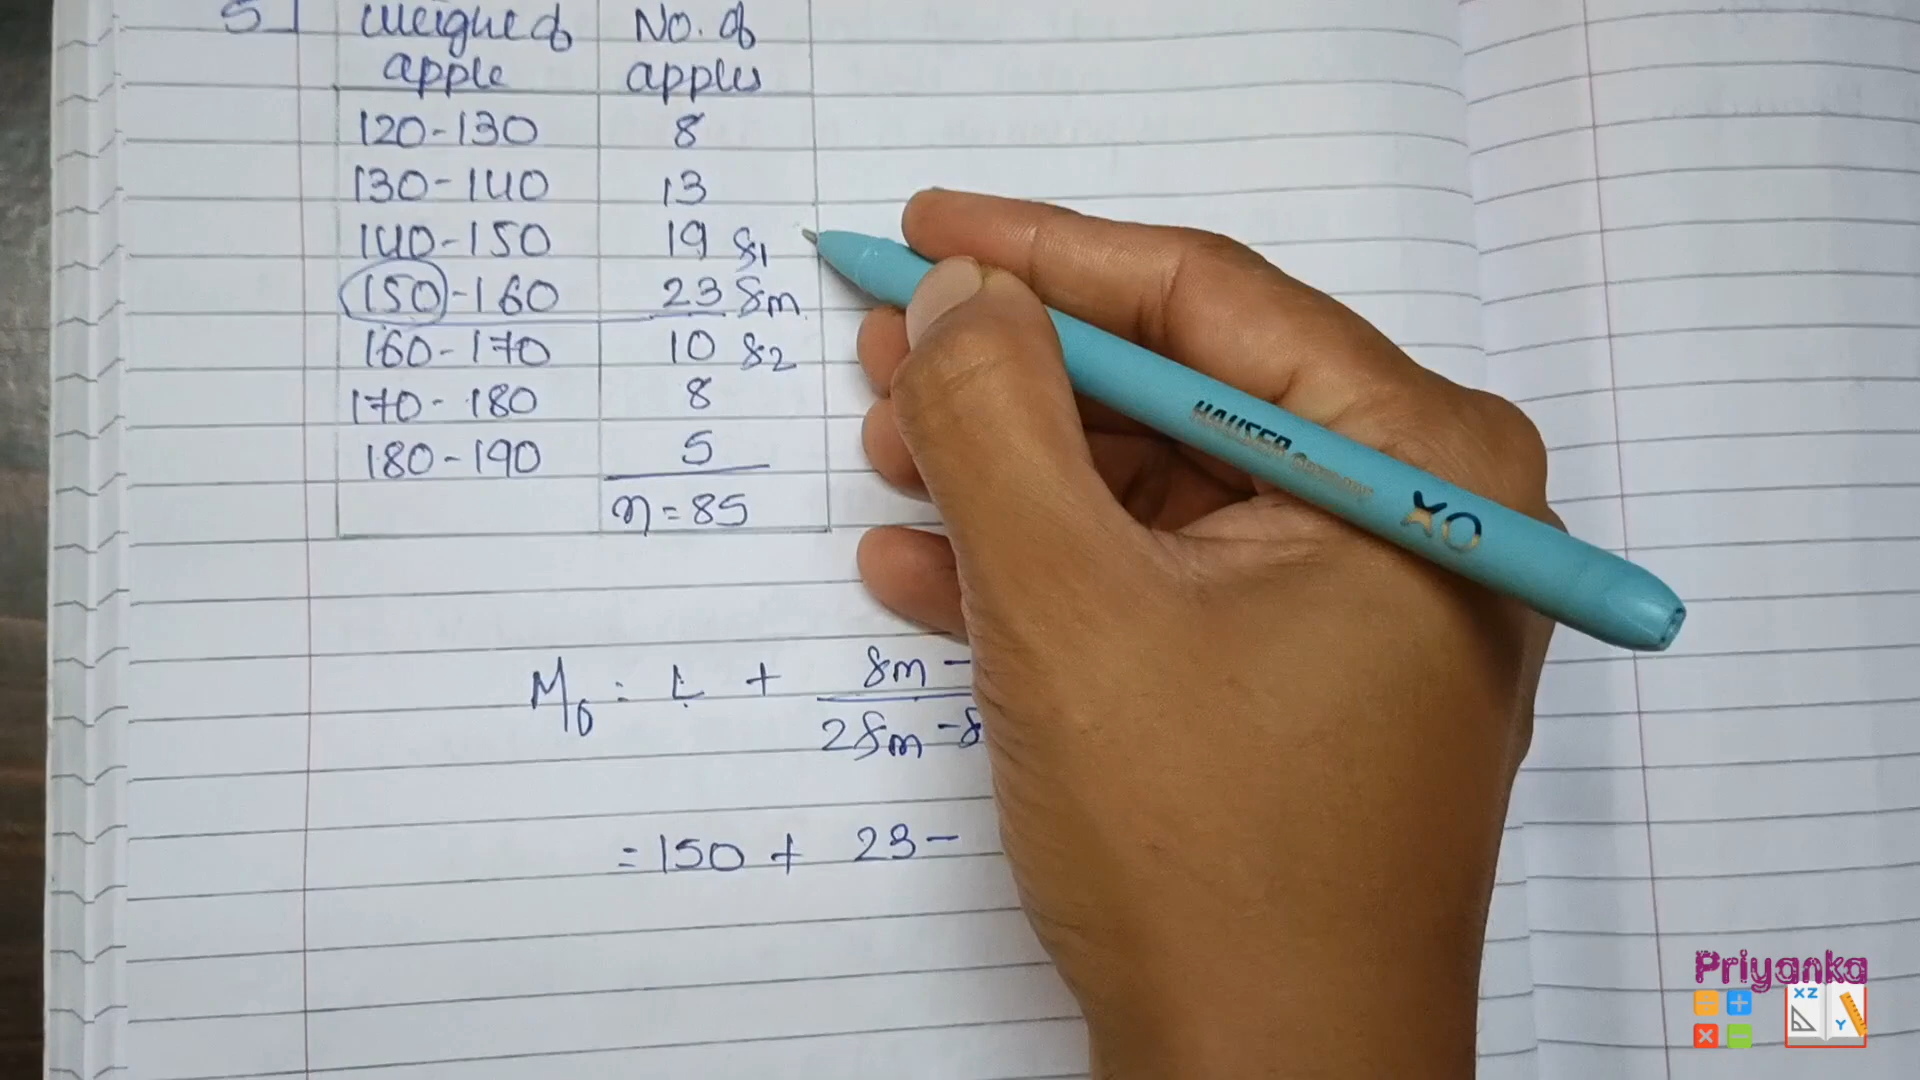 5] Weight of No. of
apple apples
120-130 8
130-140 13
140-150 19 f1
150-160 23 fm
160-170 10 f2
170-180 8
180-190 5
n = 85
Mo = L + fm -
2fm - f
= 150 + 23 -
HAUSER GERMANY XO
Priyanka
XZ
Y